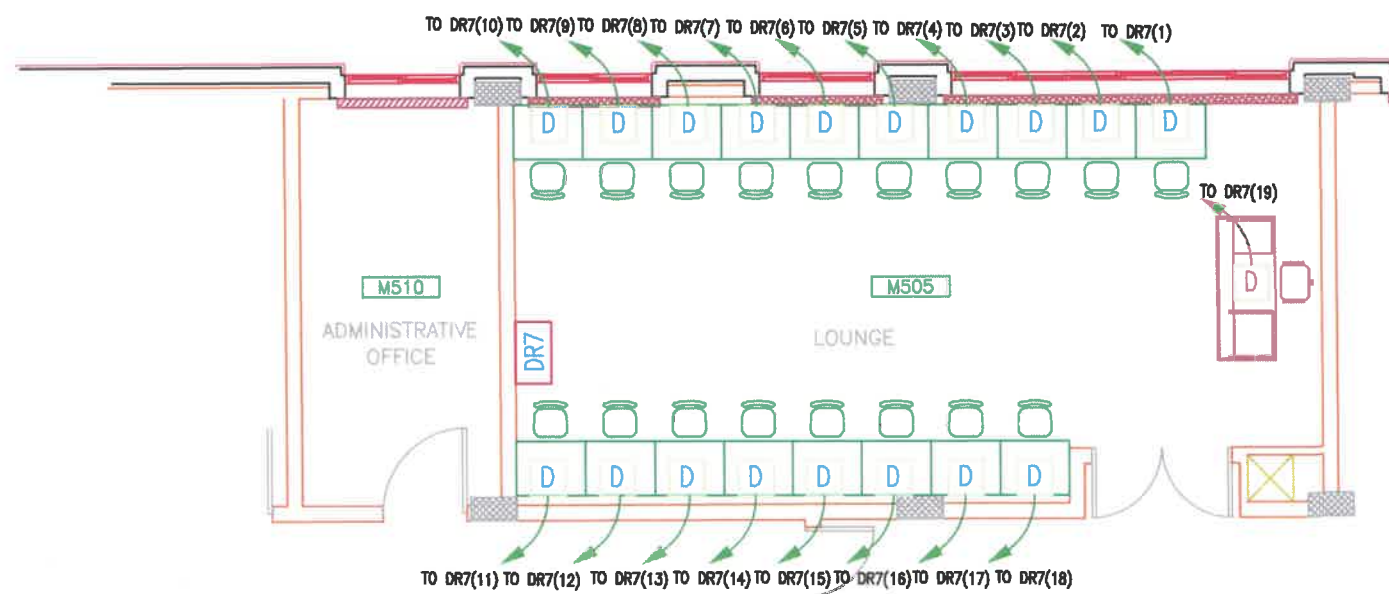 TO DR7(10) TO DR7(9) TO DR7(8) TO DR7(7) TO DR7(6) TO DR7(5) TO DR7(4) TO DR7(3) TO DR7(2) TO DR7(1)
D D D D D D D D D D
TO DR7(19)
D
M510
M505
ADMINISTRATIVE
OFFICE
LOUNGE
DR7
D D D D D D D D
TO DR7(11) TO DR7(12) TO DR7(13) TO DR7(14) TO DR7(15) TO DR7(16) TO DR7(17) TO DR7(18)